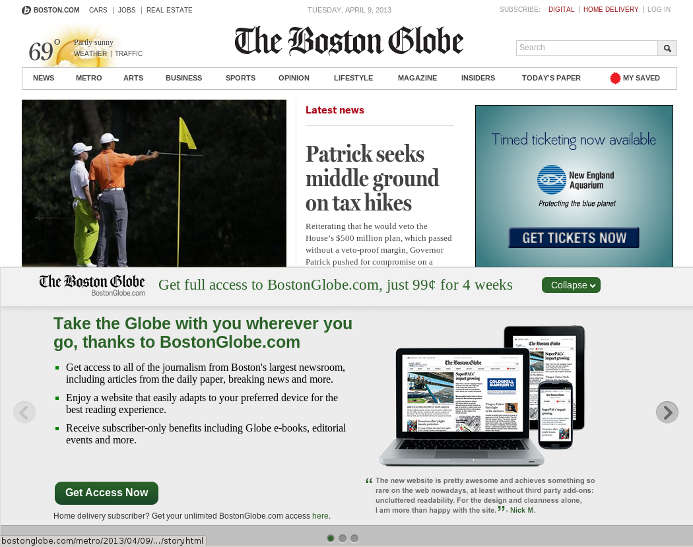 BOSTON.COM CARS | JOBS | REAL ESTATE
TUESDAY, APRIL 9, 2013
SUBSCRIBE: DIGITAL | HOME DELIVERY | LOG IN
69° Partly sunny
WEATHER | TRAFFIC
The Boston Globe
Search
NEWS METRO ARTS BUSINESS SPORTS OPINION LIFESTYLE MAGAZINE INSIDERS TODAY'S PAPER MY SAVED
Latest news
Patrick seeks
middle ground
on tax hikes
Reiterating that he would veto the
House's $500 million plan, which passed
without a veto-proof margin, Governor
Patrick pushed for compromise on a
Timed ticketing now available
New England
Aquarium
Protecting the blue planet
GET TICKETS NOW
The Boston Globe
BostonGlobe.com
Get full access to BostonGlobe.com, just 99¢ for 4 weeks
Collapse
Take the Globe with you wherever you
go, thanks to BostonGlobe.com
Get access to all of the journalism from Boston's largest newsroom,
including articles from the daily paper, breaking news and more.
Enjoy a website that easily adapts to your preferred device for the
best reading experience.
Receive subscriber-only benefits including Globe e-books, editorial
events and more.
Get Access Now
Home delivery subscriber? Get your unlimited BostonGlobe.com access here.
“ The new website is pretty awesome and achieves something so
rare on the web nowadays, at least without third party add-ons:
uncluttered readability. For the design and cleanness alone,
I am more than happy with the site. ” - Nick M.
bostonglobe.com/metro/2013/04/09/.../story.html